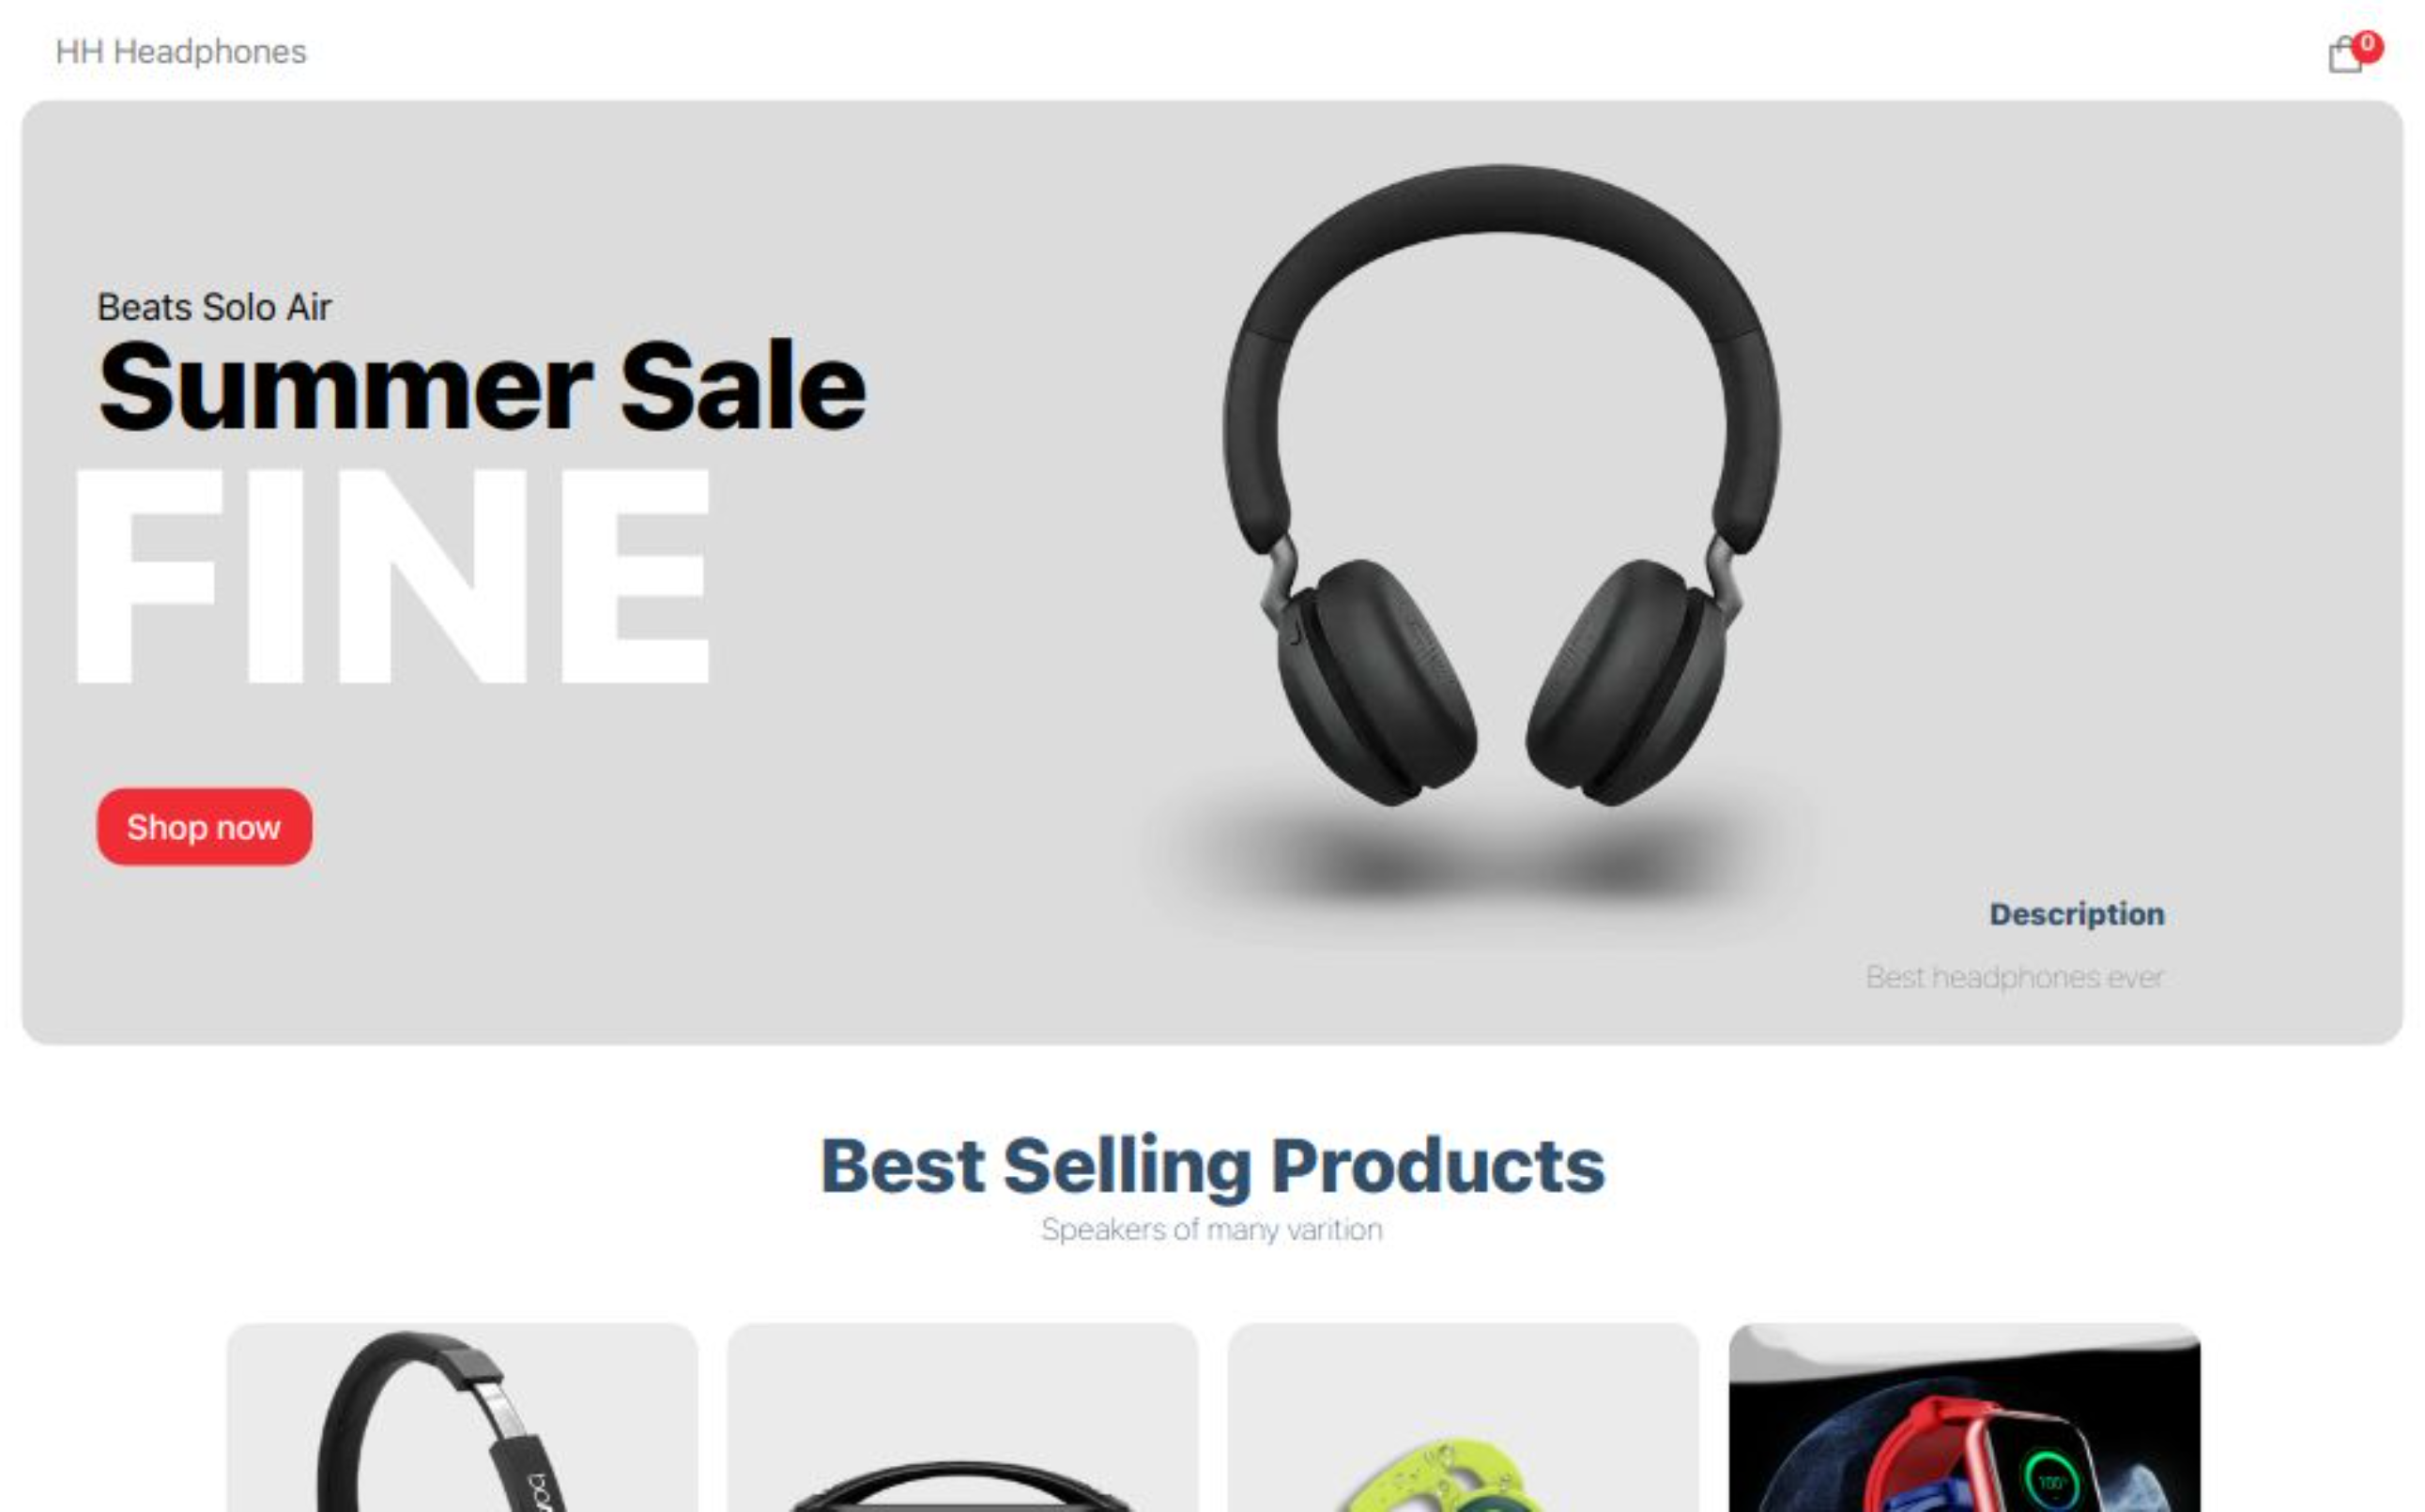 HH Headphones
0
Beats Solo Air
Summer Sale
FINE
Shop now
Description
Best headphones ever
Best Selling Products
Speakers of many varition
100%